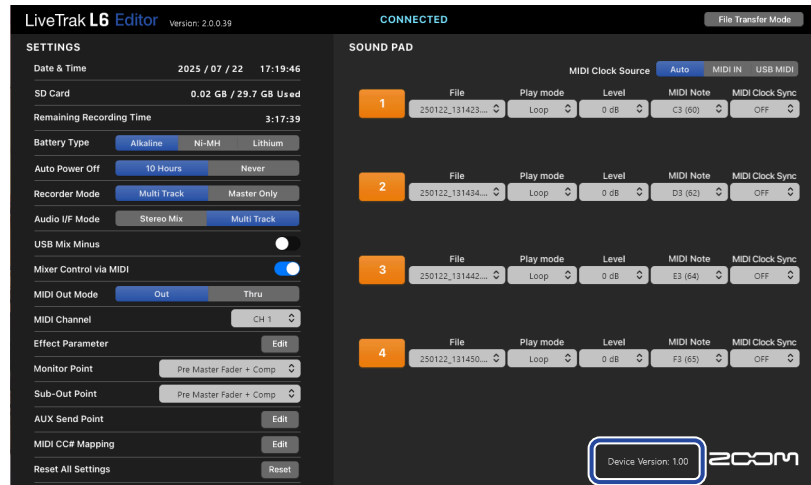 LiveTrak L6 Editor Version: 2.0.0.39
CONNECTED
File Transfer Mode
SETTINGS
Date & Time 2025 / 07 / 22 17:19:46
SD Card 0.02 GB / 29.7 GB Used
Remaining Recording Time 3:17:39
Battery Type Alkaline Ni-MH Lithium
Auto Power Off 10 Hours Never
Recorder Mode Multi Track Master Only
Audio I/F Mode Stereo Mix Multi Track
USB Mix Minus
Mixer Control via MIDI
MIDI Out Mode Out Thru
MIDI Channel CH 1
Effect Parameter Edit
Monitor Point Pre Master Fader + Comp
Sub-Out Point Pre Master Fader + Comp
AUX Send Point Edit
MIDI CC# Mapping Edit
Reset All Settings Reset
SOUND PAD
MIDI Clock Source Auto MIDI IN USB MIDI
File Play mode Level MIDI Note MIDI Clock Sync
1 250122_131423.... Loop 0 dB C3 (60) OFF
File Play mode Level MIDI Note MIDI Clock Sync
2 250122_131434.... Loop 0 dB D3 (62) OFF
File Play mode Level MIDI Note MIDI Clock Sync
3 250122_131442.... Loop 0 dB E3 (64) OFF
File Play mode Level MIDI Note MIDI Clock Sync
4 250122_131450.... Loop 0 dB F3 (65) OFF
Device Version: 1.00
ZOOM